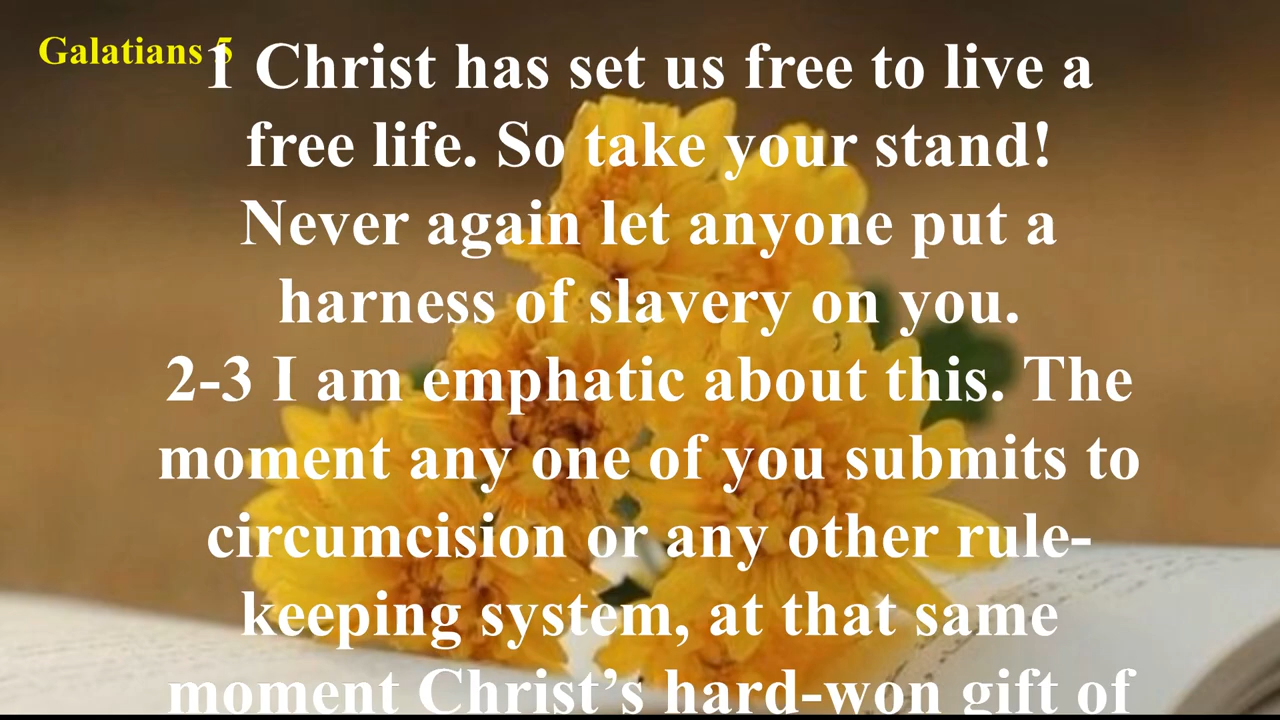 Galatians 5
1 Christ has set us free to live a
free life. So take your stand!
Never again let anyone put a
harness of slavery on you.
2-3 I am emphatic about this. The
moment any one of you submits to
circumcision or any other rule-
keeping system, at that same
moment Christ’s hard-won gift of